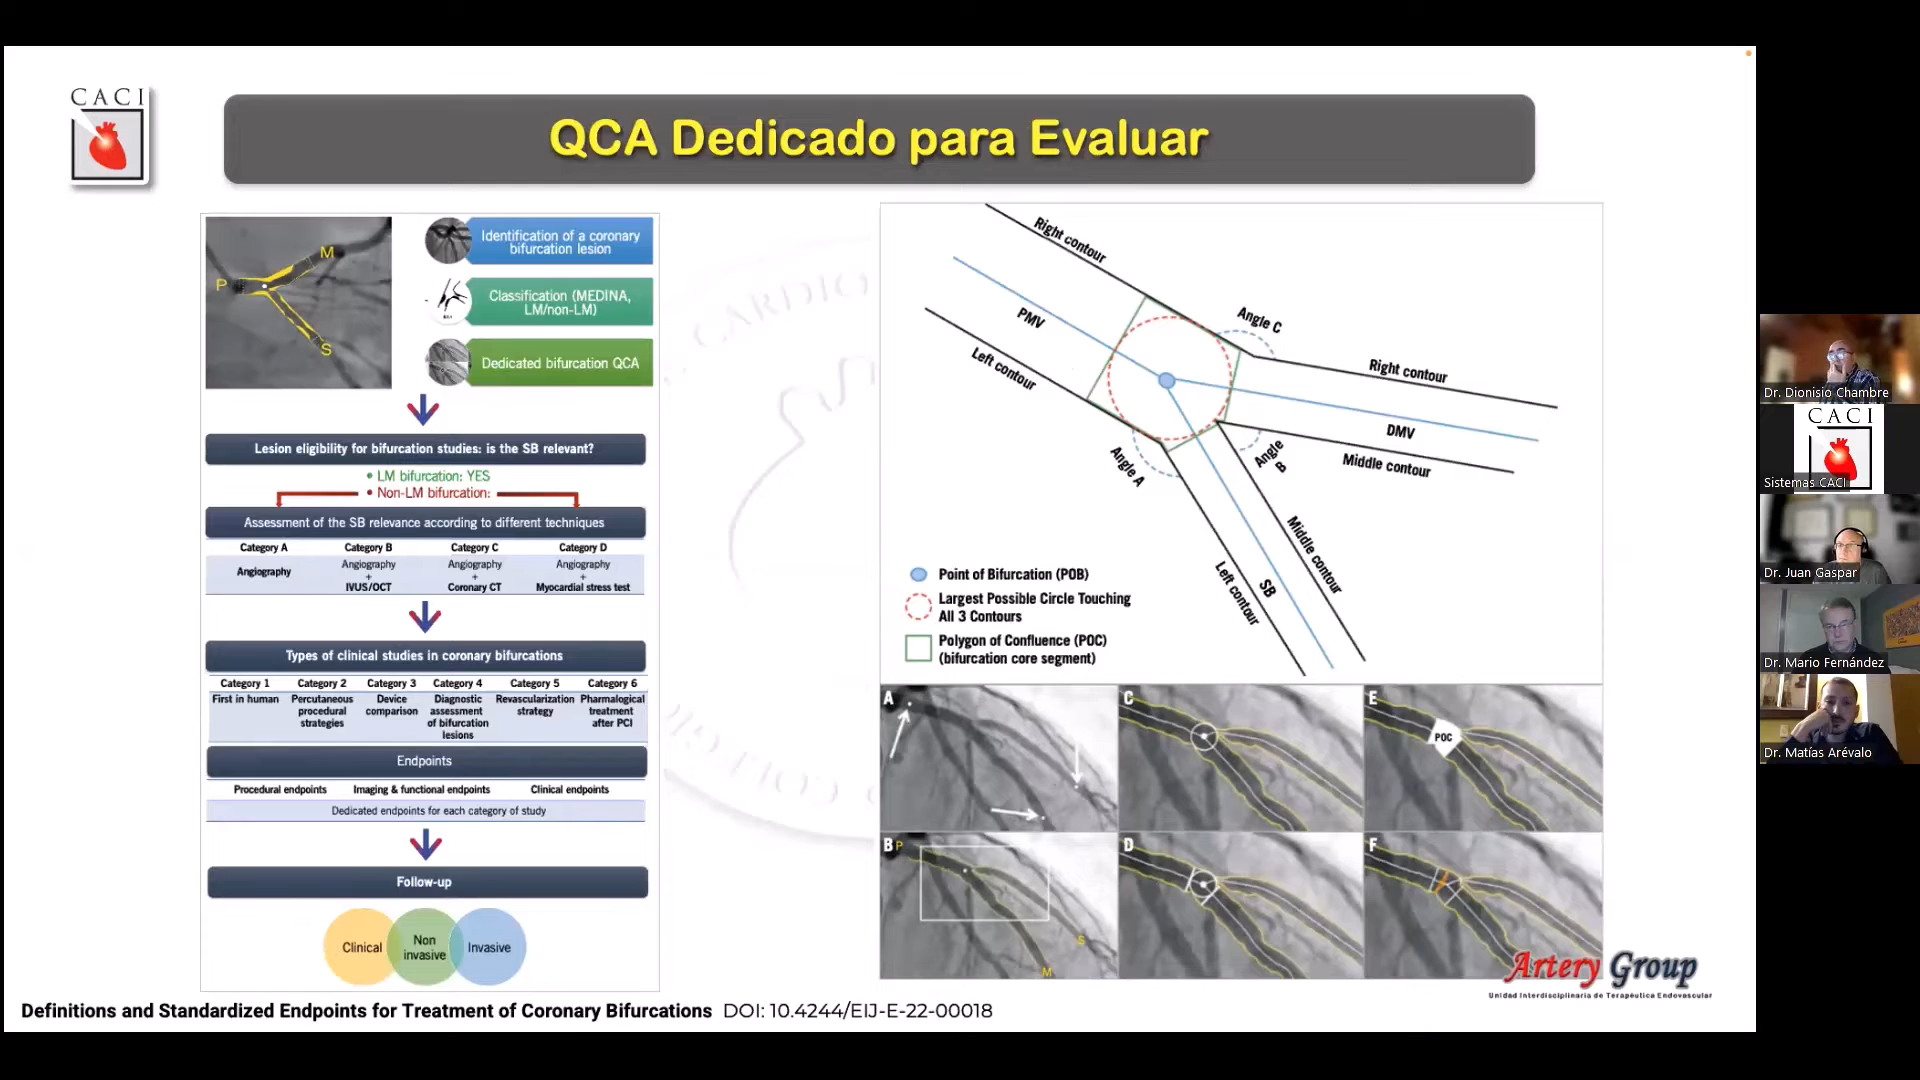 CACI
QCA Dedicado para Evaluar
M
P
S
Identification of a coronary
bifurcation lesion
Classification (MEDINA,
LM/non-LM)
Dedicated bifurcation QCA
Lesion eligibility for bifurcation studies: is the SB relevant?
• LM bifurcation: YES
• Non-LM bifurcation:
Assessment of the SB relevance according to different techniques
Category A
Angiography
Category B
Angiography
+
IVUS/OCT
Category C
Angiography
+
Coronary CT
Category D
Angiography
+
Myocardial stress test
Types of clinical studies in coronary bifurcations
Category 1
First in human
Category 2
Percutaneous
procedural
strategies
Category 3
Device
comparison
Category 4
Diagnostic
assessment
of bifurcation
lesions
Category 5
Revascularization
strategy
Category 6
Pharmalogical
treatment
after PCI
Endpoints
Procedural endpoints
Imaging & functional endpoints
Clinical endpoints
Dedicated endpoints for each category of study
Follow-up
Clinical
Non
invasive
Invasive
Right contour
PMV
Left contour
Angle C
Right contour
DMV
Middle contour
Angle
B
Angle A
Middle contour
SB
Left contour
Point of Bifurcation (POB)
Largest Possible Circle Touching
All 3 Contours
Polygon of Confluence (POC)
(bifurcation core segment)
A
C
E
POC
B
P
S
M
D
F
Artery Group
Unidad Interdisciplinaria de Terapéutica Endovascular
Definitions and Standardized Endpoints for Treatment of Coronary Bifurcations DOI: 10.4244/EIJ-E-22-00018
Dr. Dionisio Chambre
CACI
Sistemas CACI
Dr. Juan Gaspar
Dr. Mario Fernández
Dr. Matías Arévalo